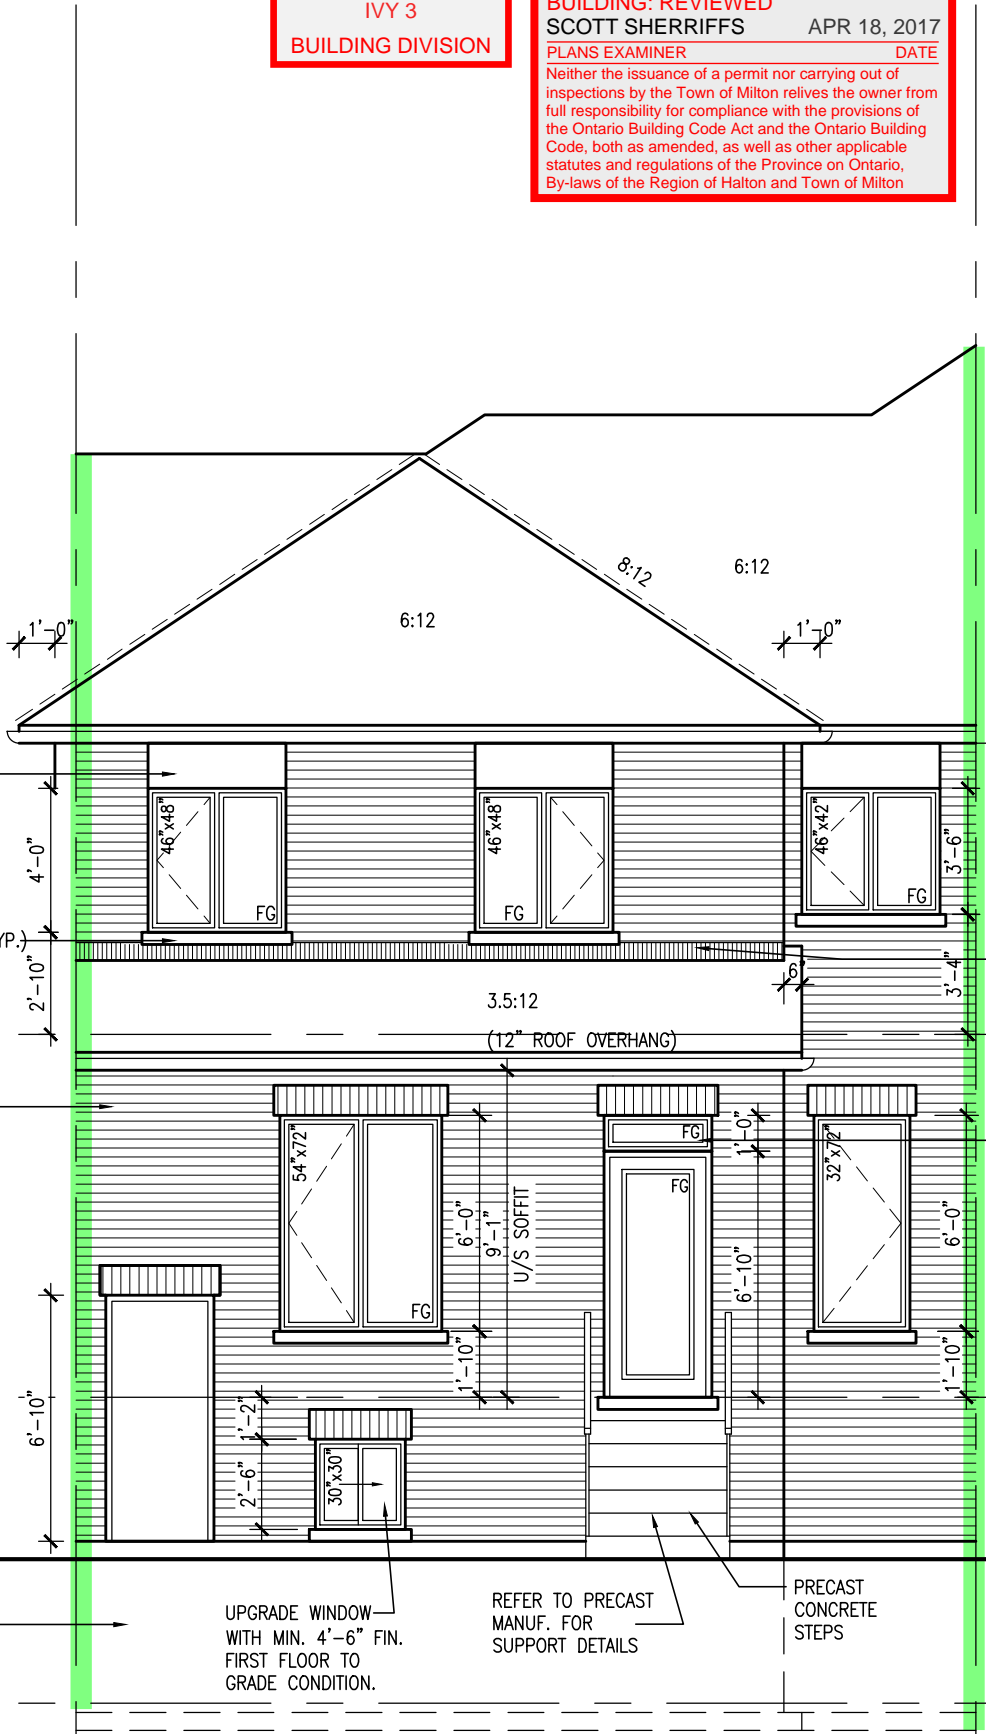 IVY 3
BUILDING DIVISION
BUILDING: REVIEWED
SCOTT SHERRIFFS APR 18, 2017
PLANS EXAMINER DATE
Neither the issuance of a permit nor carrying out of
inspections by the Town of Milton relives the owner from
full responsibility for compliance with the provisions of
the Ontario Building Code Act and the Ontario Building
Code, both as amended, as well as other applicable
statutes and regulations of the Province on Ontario,
By-laws of the Region of Halton and Town of Milton
8:12
6:12
6:12
1'-0"
1'-0"
46"x48"
FG
46"x48"
FG
46"x42"
FG
4'-0"
3'-6"
YP.)
2'-10"
6"
3'-4"
3.5:12
(12" ROOF OVERHANG)
54"x72"
FG
6'-0"
9'-1"
U/S SOFFIT
FG
1'-0"
FG
32"x72"
6'-0"
6'-10"
1'-10"
1'-10"
6'-10"
1'-2"
2'-6"
30"x30"
UPGRADE WINDOW
WITH MIN. 4'-6" FIN.
FIRST FLOOR TO
GRADE CONDITION.
REFER TO PRECAST
MANUF. FOR
SUPPORT DETAILS
PRECAST
CONCRETE
STEPS